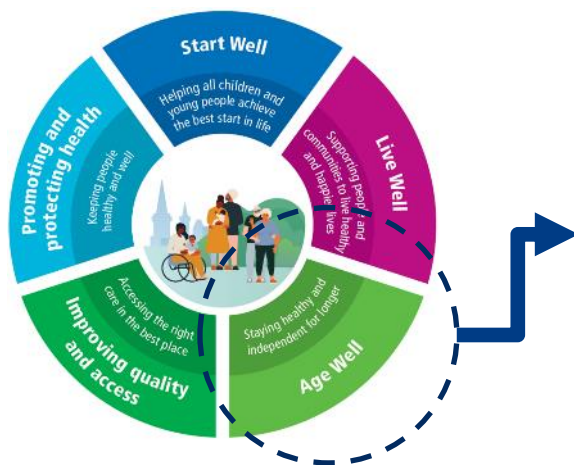 Start Well
Helping all children and
young people achieve
the best start in life
Live Well
Supporting people and
communities to live healthy
and happier lives
Age Well
Staying healthy and
independent for longer
Improving quality
and access
Accessing the right
care in the best place
Promoting and
protecting health
Keeping people
healthy and well